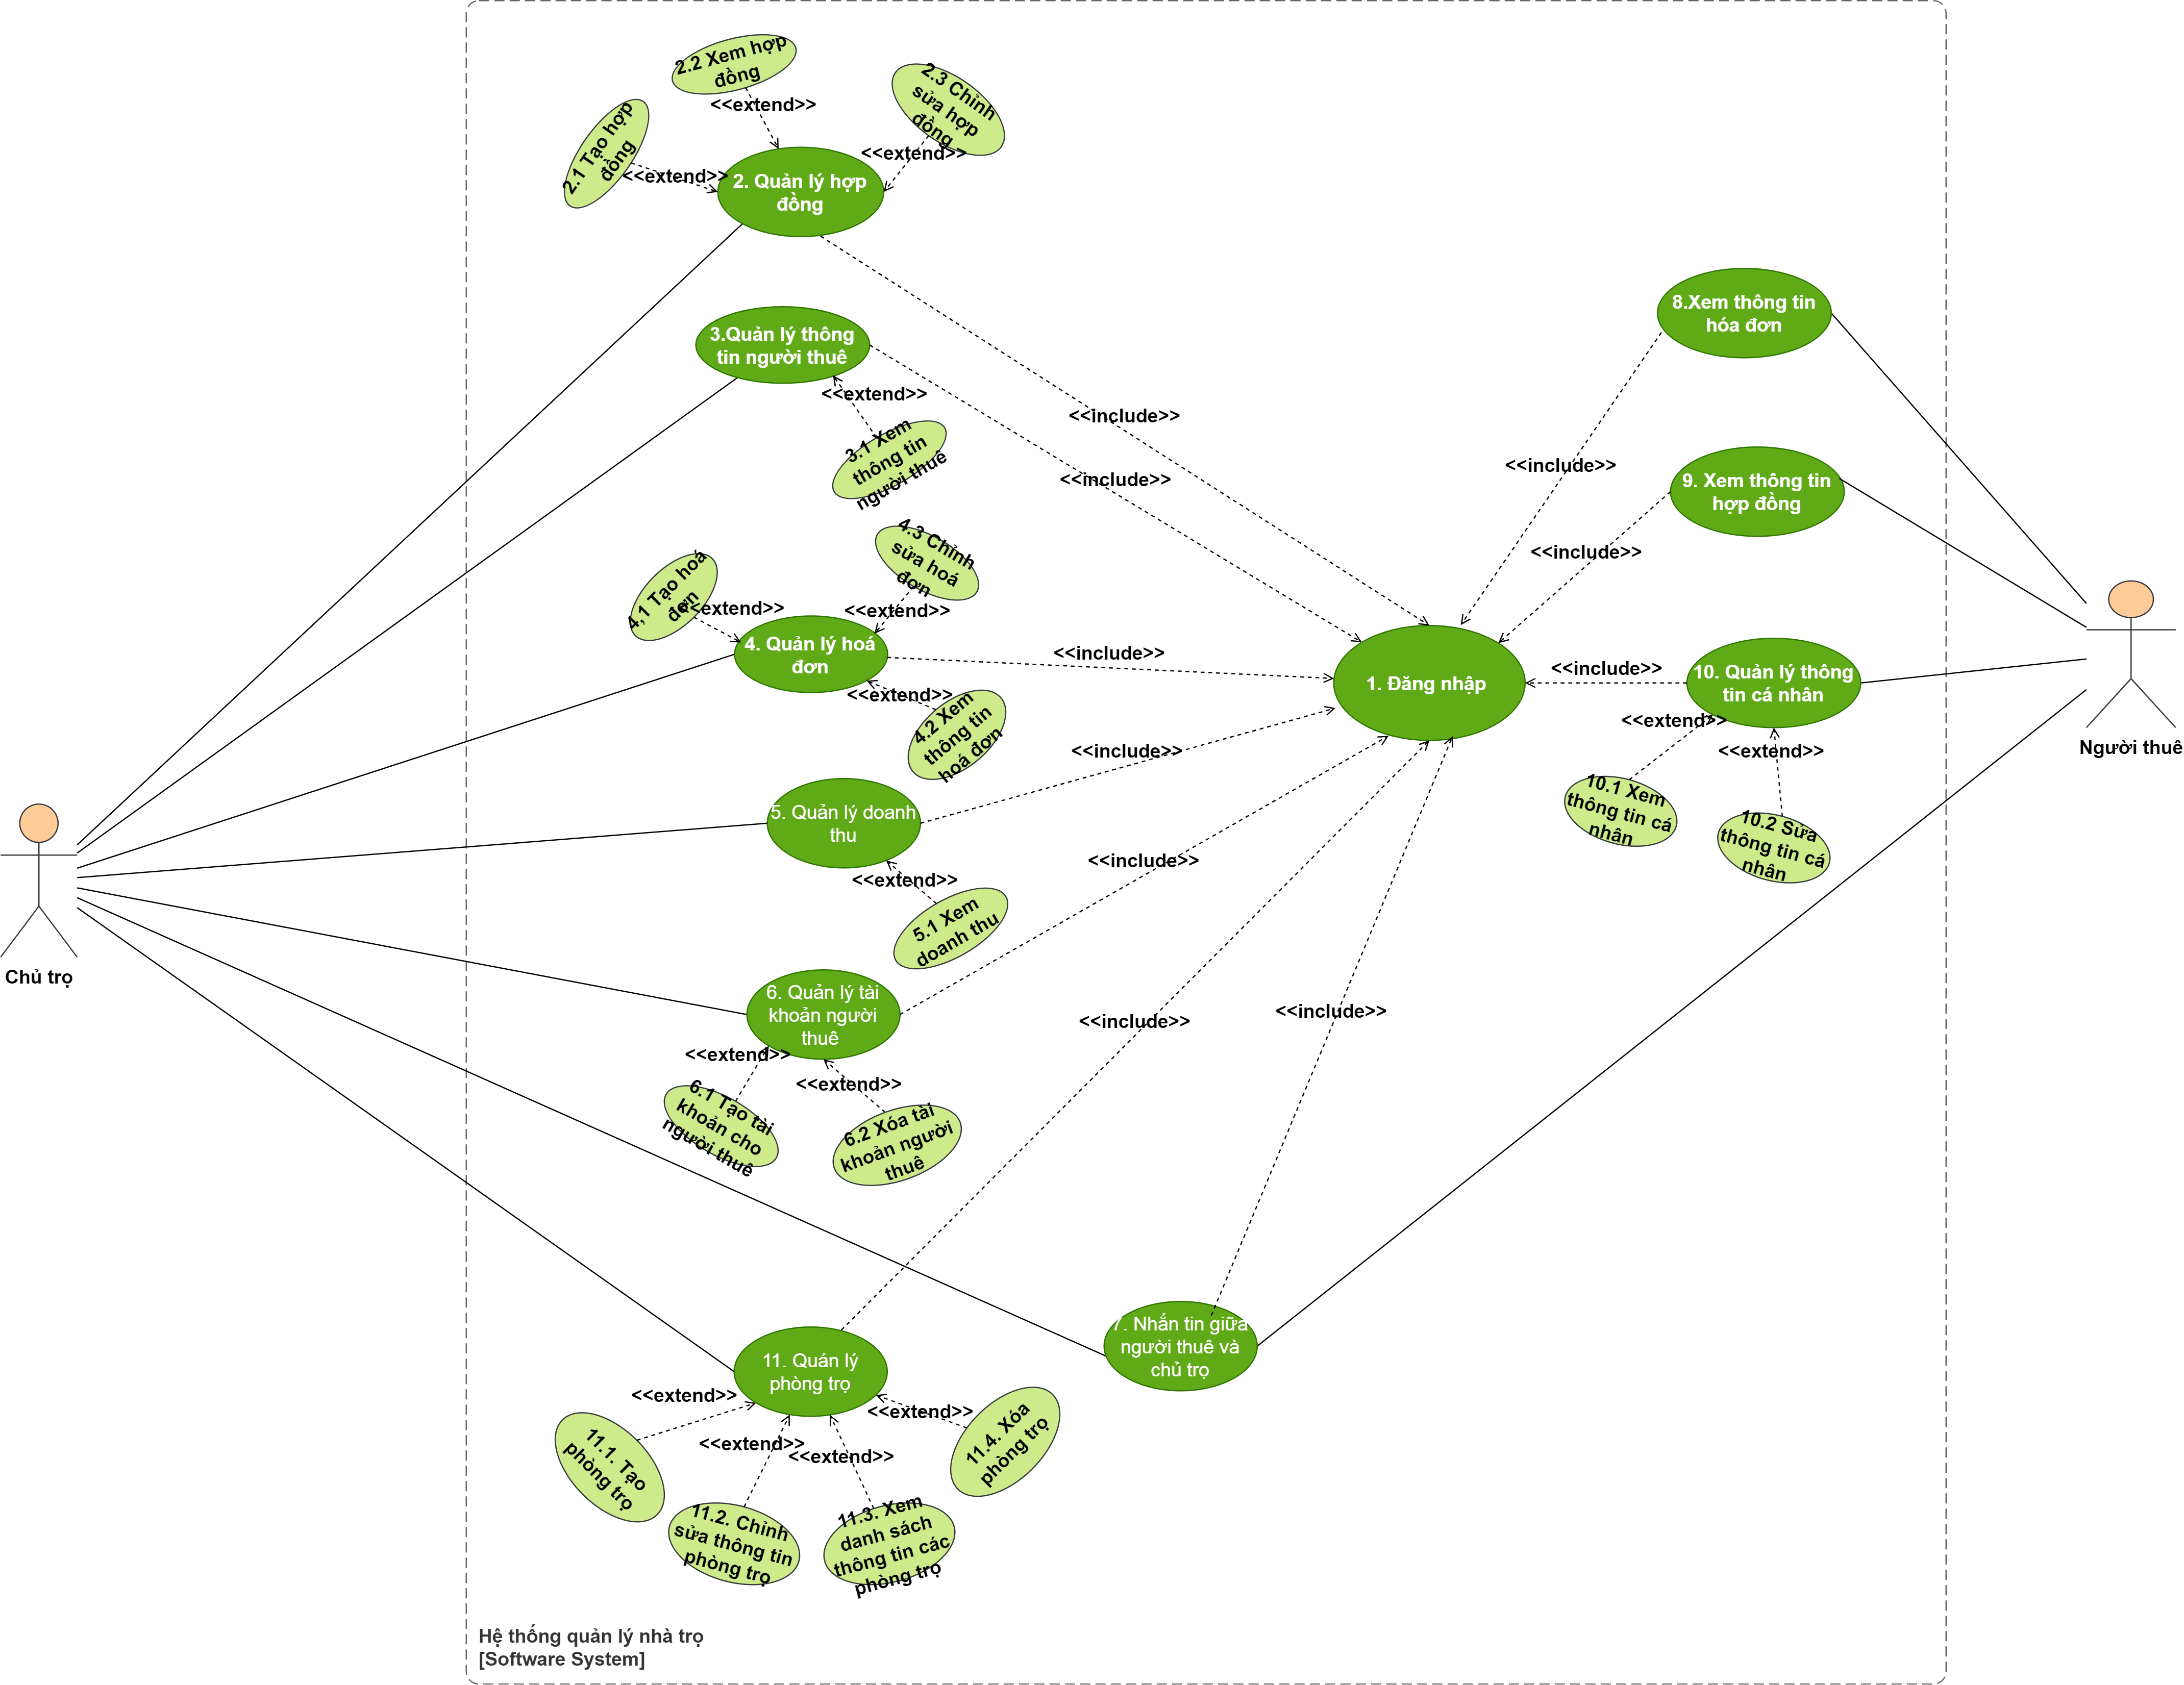 2.2 Xem hợp
đồng
<<extend>>
2.3 Chỉnh
sửa hợp
đồng
<<extend>>
2.1 Tạo hợp
đồng
<<extend>>
2. Quản lý hợp
đồng
8.Xem thông tin
hóa đơn
3.Quản lý thông
tin người thuê
<<extend>>
<<include>>
3.1 Xem
thông tin
người thuê
<<include>>
<<include>>
9. Xem thông tin
hợp đồng
<<include>>
4.3 Chỉnh
sửa hoá
đơn
<<extend>>
4,1 Tạo hoá
đơn
<<extend>>
4. Quản lý hoá
đơn
<<include>>
<<extend>>
4.2 Xem
thông tin
hoá đơn
1. Đăng nhập
<<include>>
10. Quản lý thông
tin cá nhân
<<extend>>
<<extend>>
10.1 Xem
thông tin cá
nhân
10.2 Sửa
thông tin cá
nhân
Người thuê
<<include>>
5. Quản lý doanh
thu
<<extend>>
5.1 Xem
doanh thu
<<include>>
Chủ trọ
6. Quản lý tài
khoản người
thuê
<<extend>>
<<extend>>
6.1 Tạo tài
khoản cho
người thuê
6.2 Xóa tài
khoản người
thuê
<<include>>
<<include>>
7. Nhắn tin giữa
người thuê và
chủ trọ
11. Quán lý
phòng trọ
<<extend>>
<<extend>>
<<extend>>
<<extend>>
11.1. Tạo
phòng trọ
11.2. Chỉnh
sửa thông tin
phòng trọ
11.3. Xem
danh sách
thông tin các
phòng trọ
11.4. Xóa
phòng trọ
Hệ thống quản lý nhà trọ
[Software System]